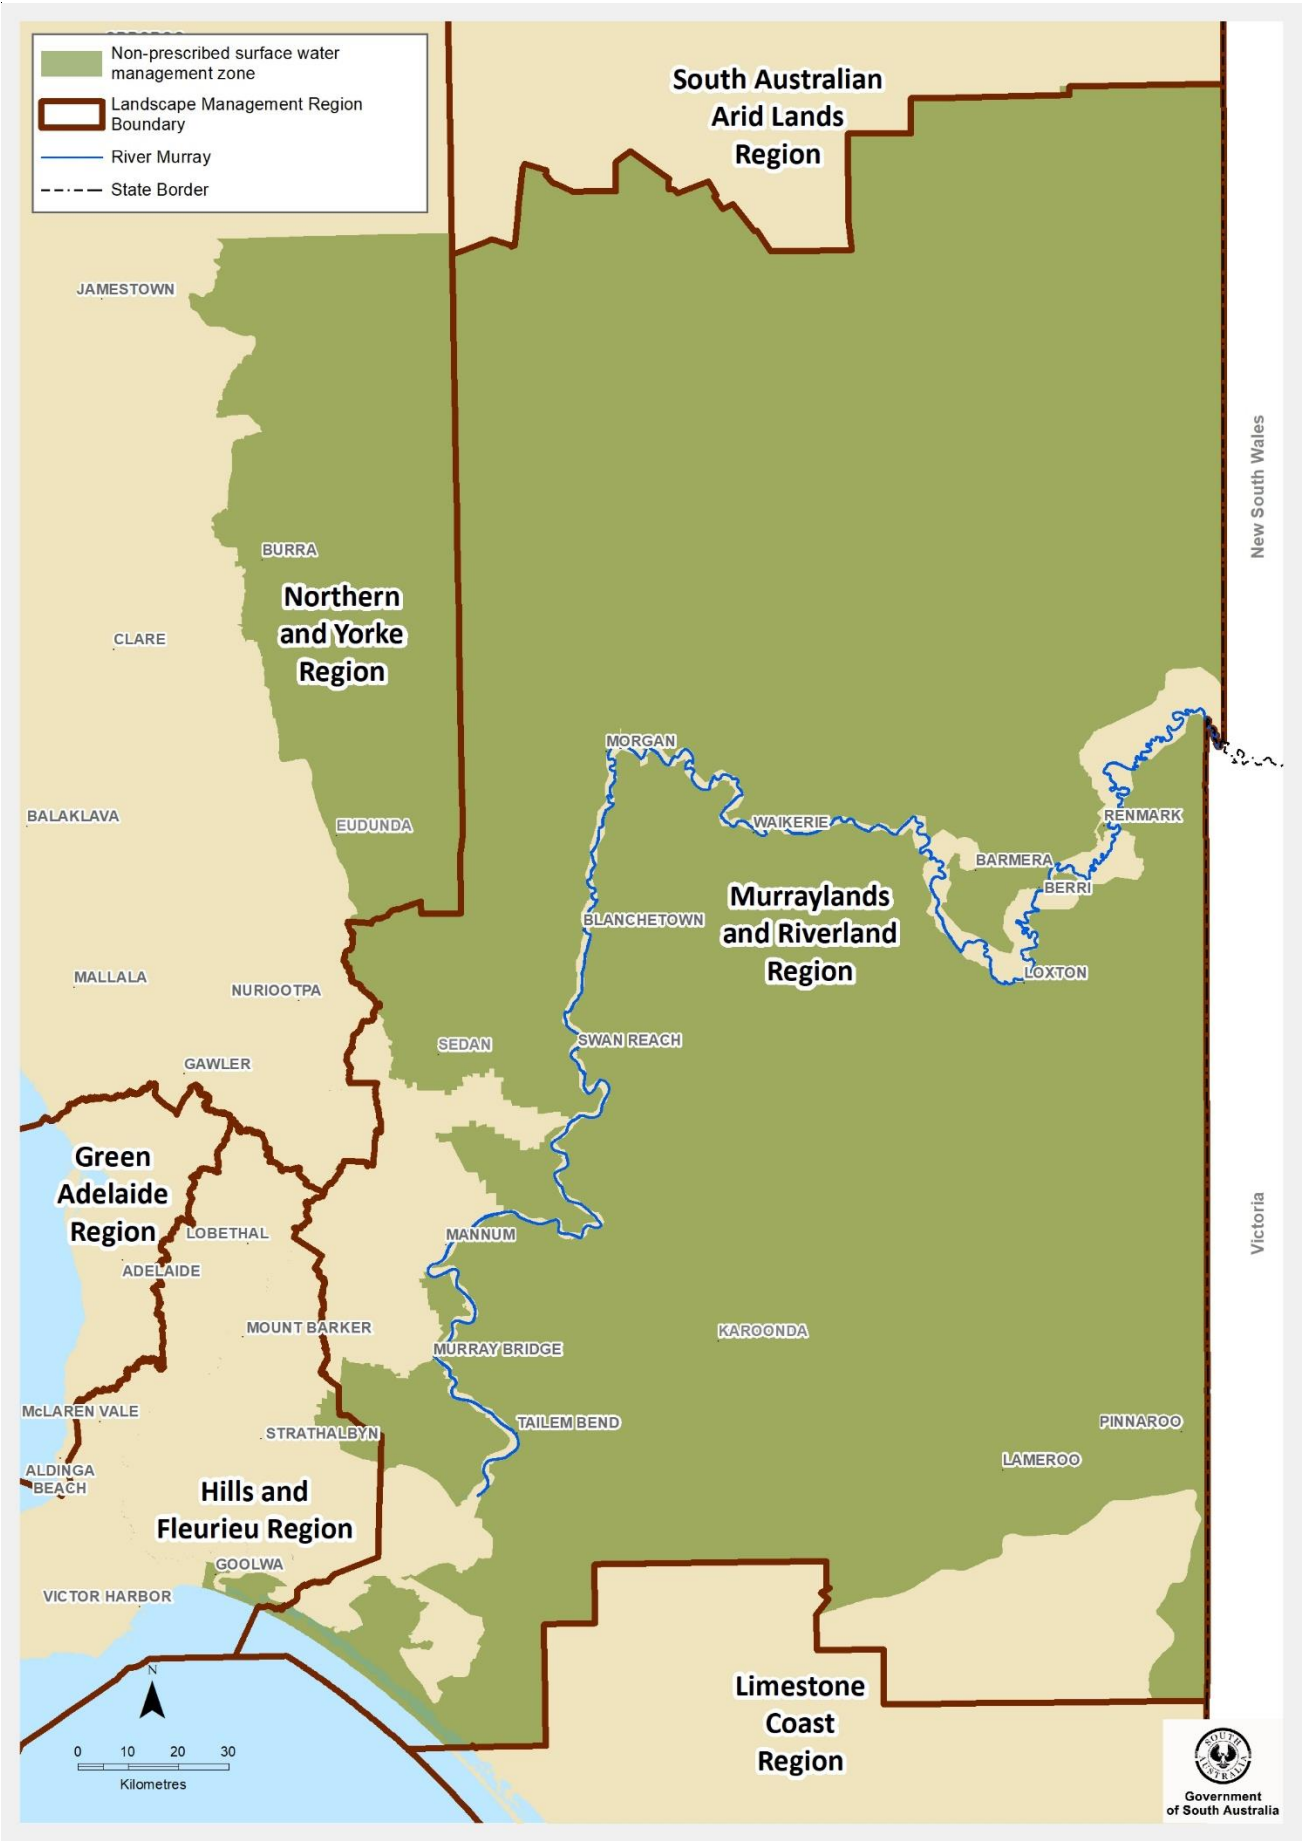 Non-prescribed surface water
management zone
Landscape Management Region
Boundary
River Murray
State Border
South Australian
Arid Lands
Region
JAMESTOWN
New South Wales
BURRA
Northern
and Yorke
Region
CLARE
MORGAN
BALAKLAVA
EUDUNDA
WAIKERIE
RENMARK
BARMERA
BERRI
Murraylands
and Riverland
Region
BLANCHETOWN
MALLALA
NURIOOTPA
LOXTON
SEDAN
SWAN REACH
GAWLER
Green
Adelaide
Region
LOBETHAL
MANNUM
Victoria
ADELAIDE
MOUNT BARKER
KAROONDA
MURRAY BRIDGE
McLAREN VALE
STRATHALBYN
TAILEM BEND
PINNAROO
LAMEROO
ALDINGA
BEACH
Hills and
Fleurieu Region
GOOLWA
VICTOR HARBOR
N
Limestone
Coast
Region
0 10 20 30
Kilometres
SOUTH
AUSTRALIA
Government
of South Australia